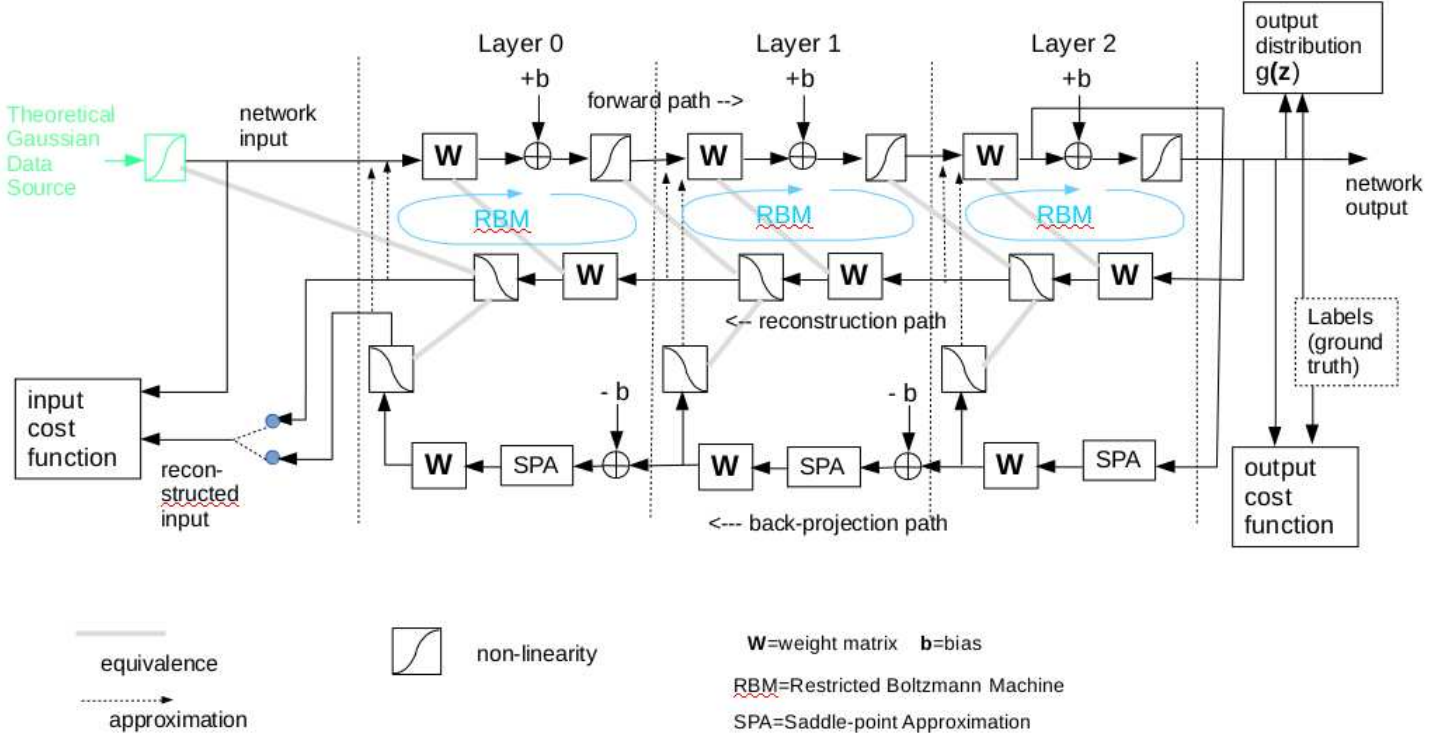 Layer 0
Layer 1
Layer 2
output
distribution
g(z)
+b
+b
+b
Theoretical
Gaussian
Data
Source
network
input
forward path -->
W
W
W
network
output
RBM
RBM
RBM
W
W
W
<-- reconstruction path
Labels
(ground
truth)
- b
- b
input
cost
function
W
SPA
W
SPA
W
SPA
recon-
structed
input
output
cost
function
<--- back-projection path
equivalence
approximation
non-linearity
W=weight matrix b=bias
RBM=Restricted Boltzmann Machine
SPA=Saddle-point Approximation